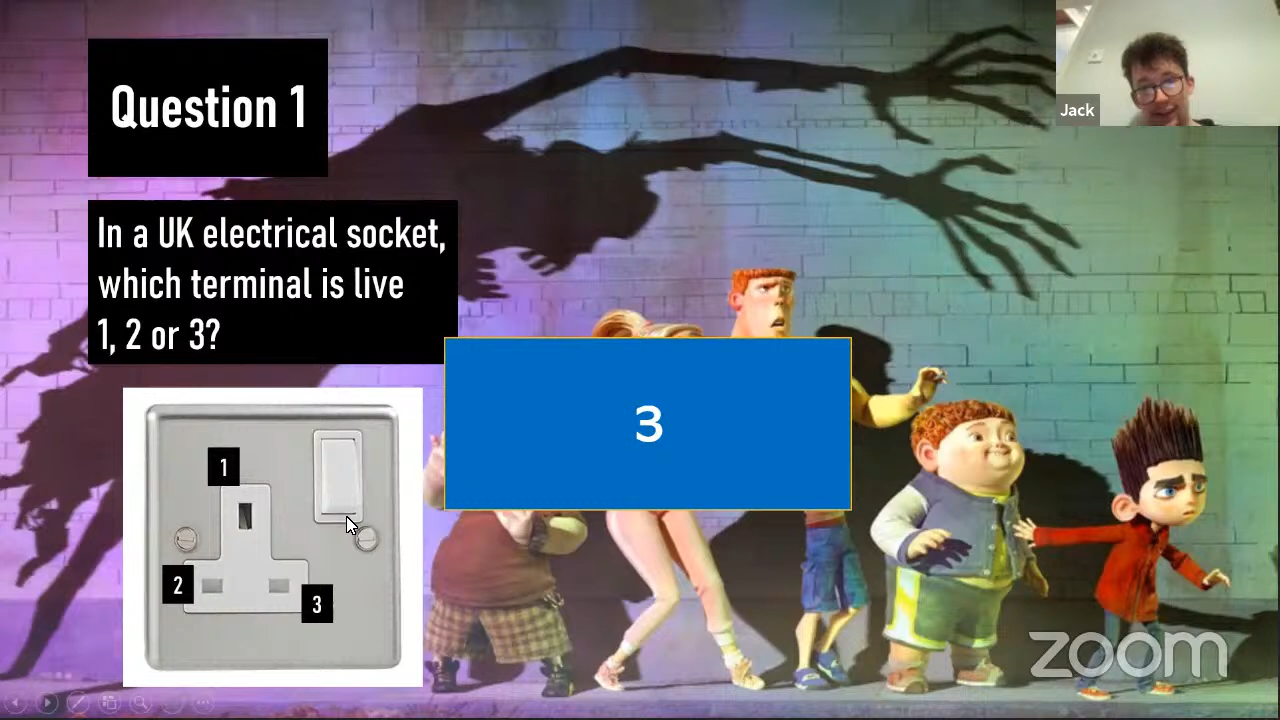 Question 1
Jack
In a UK electrical socket,
which terminal is live
1, 2 or 3?
3
1
2
3
zoom